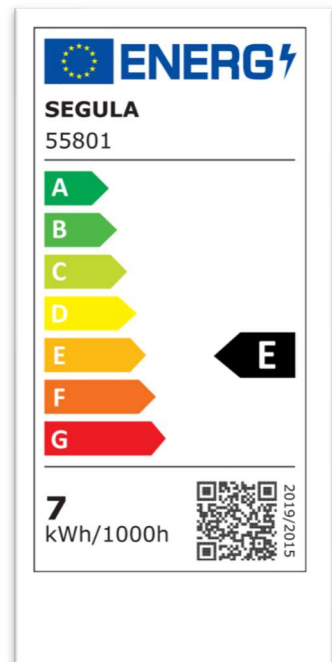 ENERG
SEGULA
55801
A
B
C
D
E
E
F
G
7
kWh/1000h
2019/2015